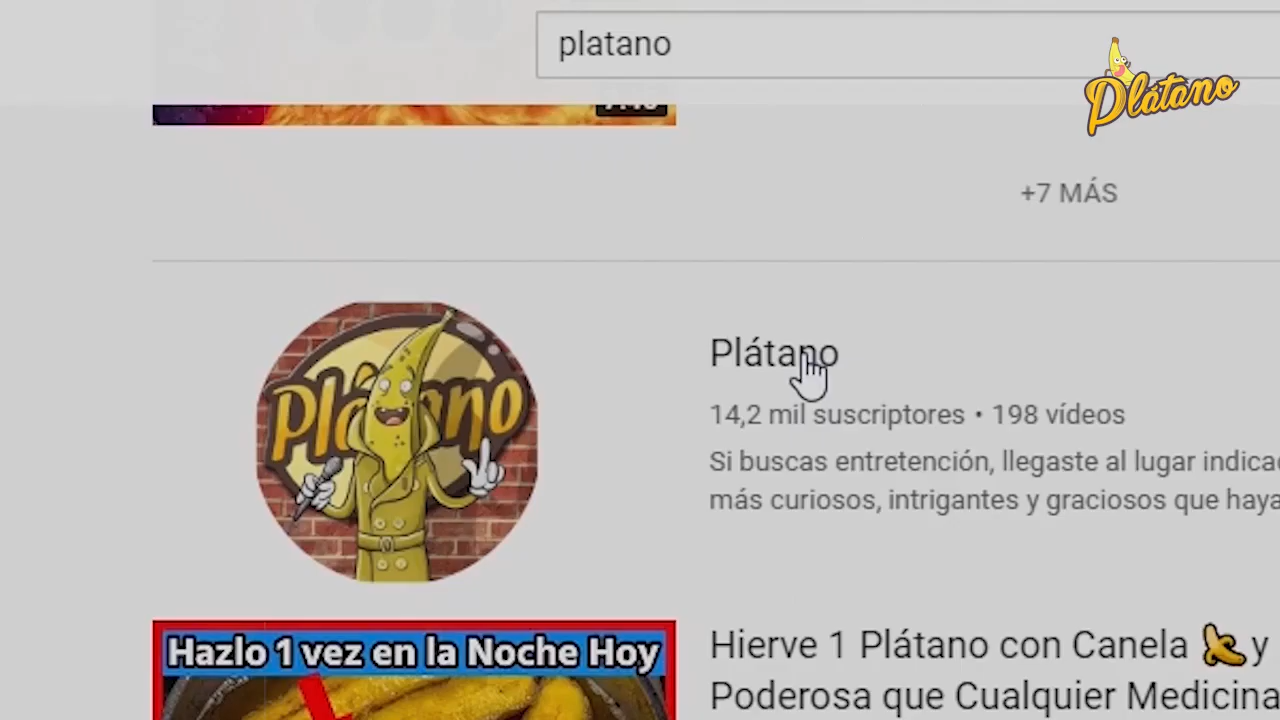 platano
Plátano
+7 MÁS
Plátano
Plátano
14,2 mil suscriptores • 198 vídeos
Si buscas entretención, llegaste al lugar
más curiosos, intrigantes y graciosos que
Hazlo 1 vez en la Noche Hoy
Hierve 1 Plátano con Canela 🍌y
Poderosa que Cualquier Medicina